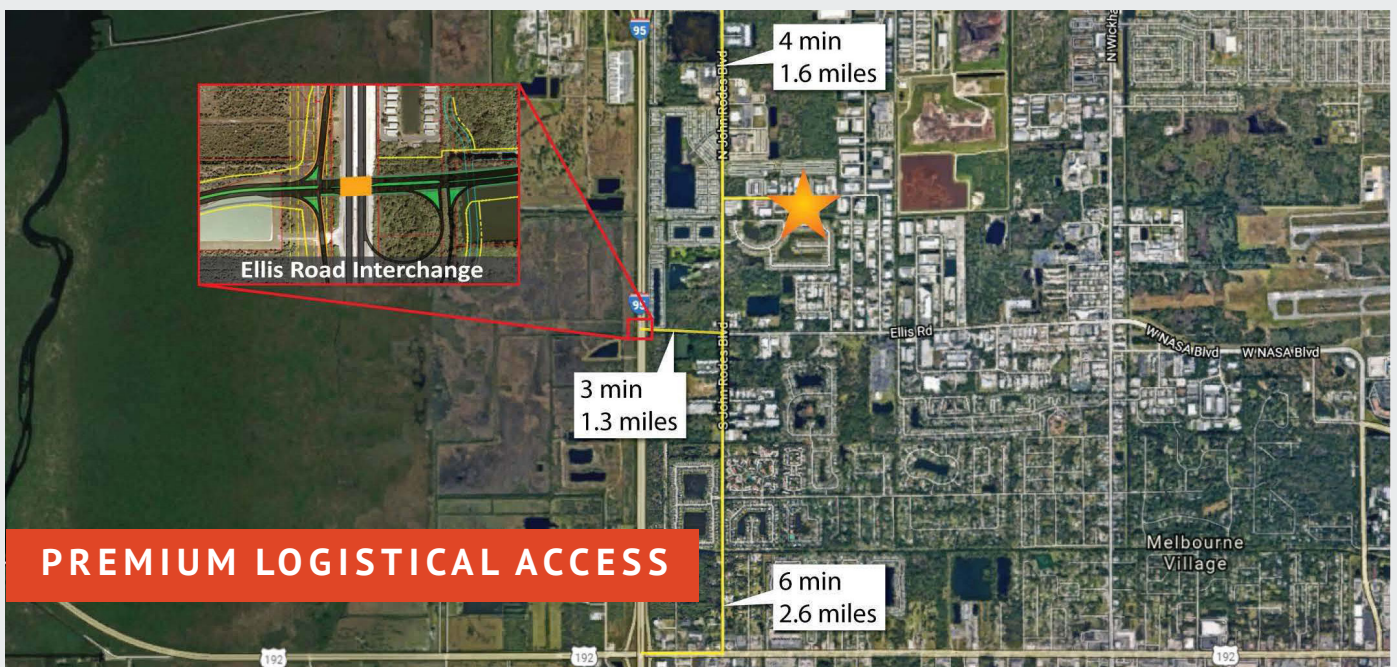 95
4 min
1.6 miles
N John Rodes Blvd
Ellis Road Interchange
95
Ellis Rd
W NASA Blvd
W NASA Blvd
3 min
1.3 miles
S John Rodes Blvd
PREMIUM LOGISTICAL ACCESS
Melbourne
Village
6 min
2.6 miles
192
192
192